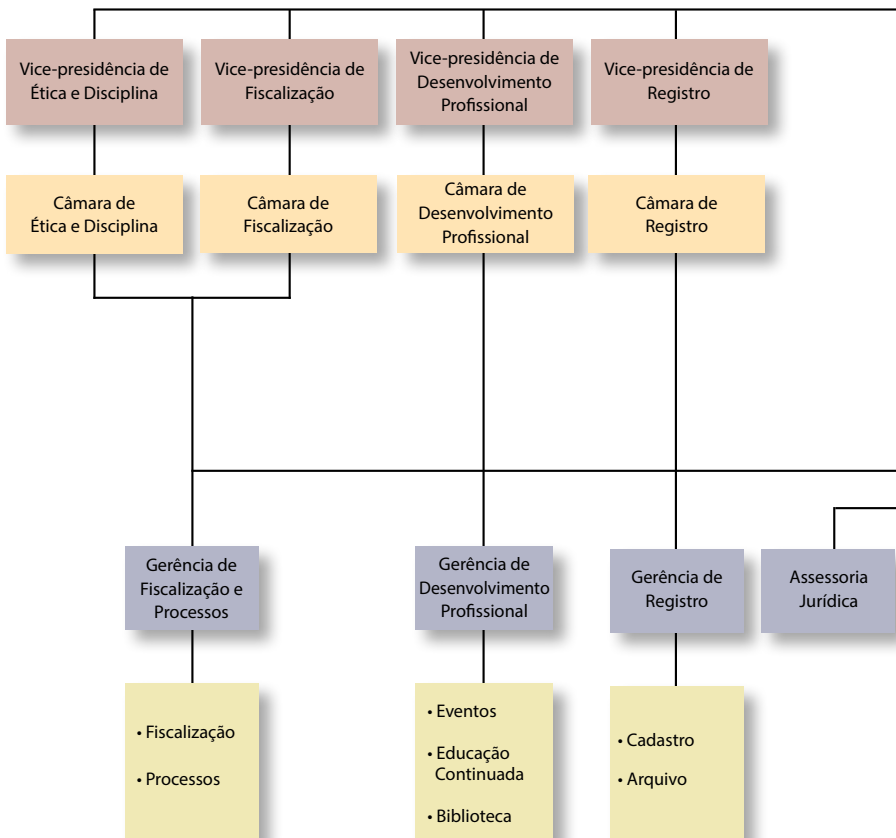 Vice-presidência de
Ética e Disciplina
Vice-presidência de
Fiscalização
Vice-presidência de
Desenvolvimento
Profissional
Vice-presidência de
Registro
Câmara de
Ética e Disciplina
Câmara de
Fiscalização
Câmara de
Desenvolvimento
Profissional
Câmara de
Registro
Gerência de
Fiscalização e
Processos
Gerência de
Desenvolvimento
Profissional
Gerência de
Registro
Assessoria
Jurídica
• Fiscalização
• Processos
• Eventos
• Educação
Continuada
• Biblioteca
• Cadastro
• Arquivo